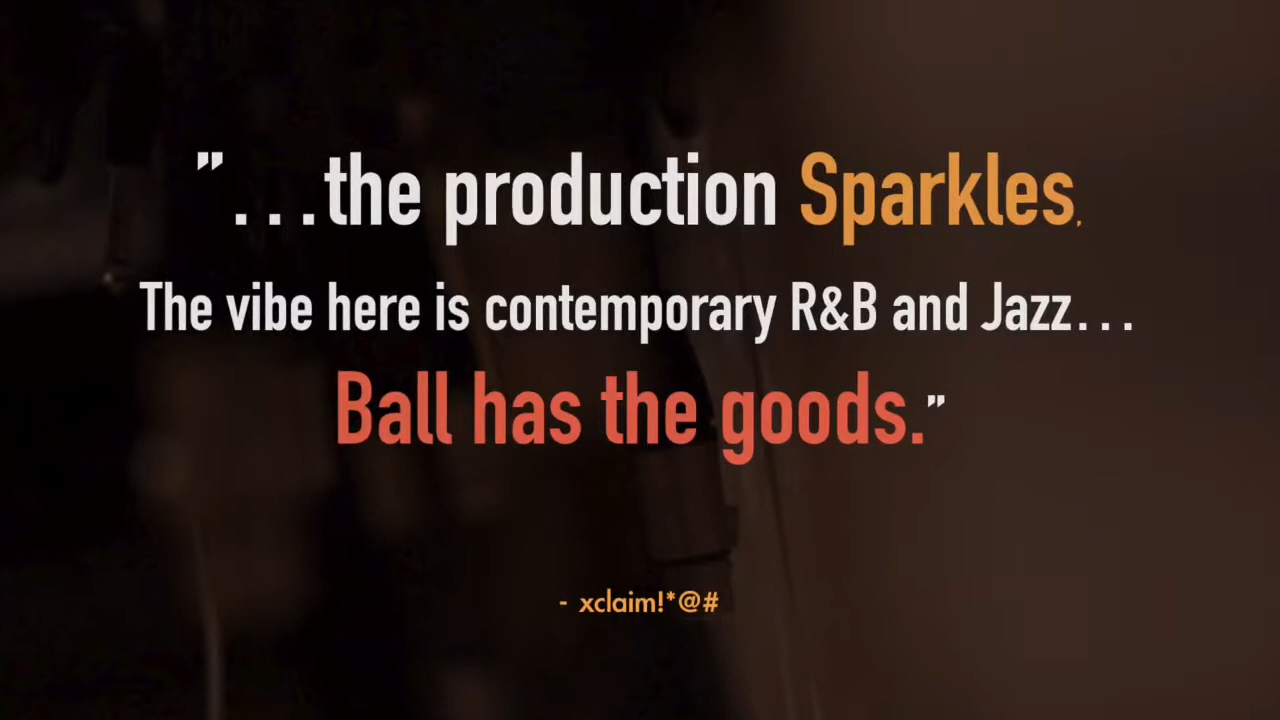 "...the production Sparkles,
The vibe here is contemporary R&B and Jazz...
Ball has the goods."
- xclaim!*@#